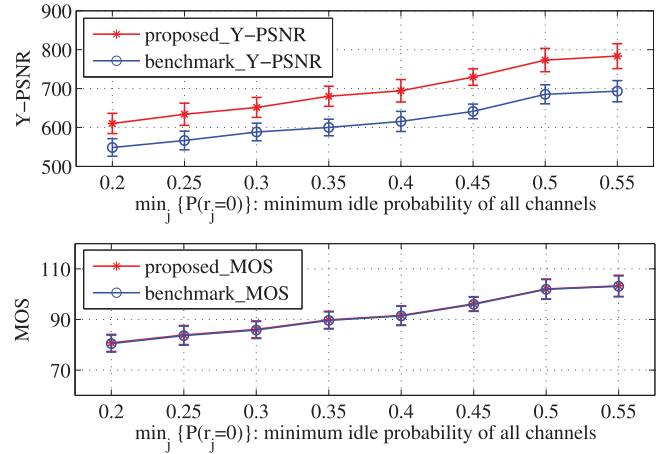 900
800
700
600
500
Y−PSNR
proposed_Y−PSNR
benchmark_Y−PSNR
0.2 0.25 0.3 0.35 0.4 0.45 0.5 0.55
min_j {P(r_j=0)}: minimum idle probability of all channels
110
90
70
MOS
proposed_MOS
benchmark_MOS
0.2 0.25 0.3 0.35 0.4 0.45 0.5 0.55
min_j {P(r_j=0)}: minimum idle probability of all channels